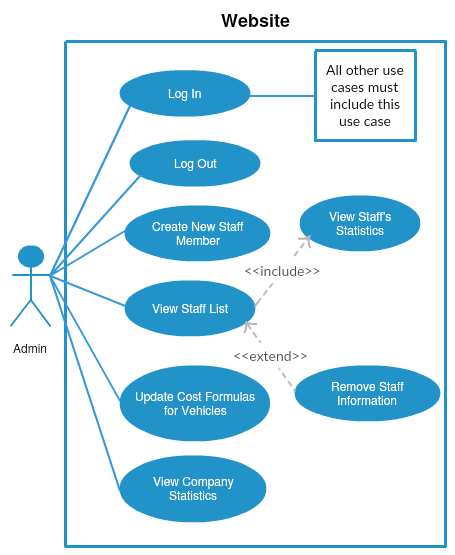 Website
Log In
All other use
cases must
include this
use case
Log Out
Create New Staff
Member
View Staff's
Statistics
<<include>>
View Staff List
Admin
<<extend>>
Update Cost Formulas
for Vehicles
Remove Staff
Information
View Company
Statistics